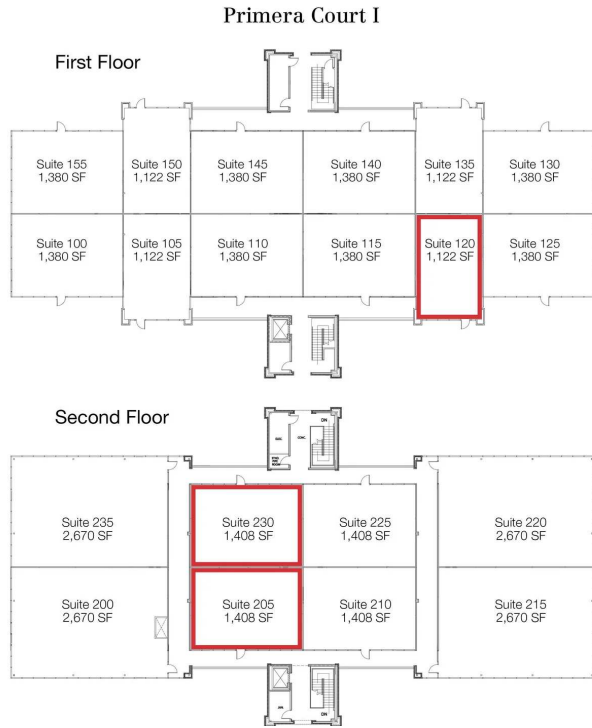 Primera Court I
First Floor
Suite 155
1,380 SF
Suite 150
1,122 SF
Suite 145
1,380 SF
Suite 140
1,380 SF
Suite 135
1,122 SF
Suite 130
1,380 SF
Suite 100
1,380 SF
Suite 105
1,122 SF
Suite 110
1,380 SF
Suite 115
1,380 SF
Suite 120
1,122 SF
Suite 125
1,380 SF
Second Floor
DN
Suite 235
2,670 SF
Suite 230
1,408 SF
Suite 225
1,408 SF
Suite 220
2,670 SF
Suite 200
2,670 SF
Suite 205
1,408 SF
Suite 210
1,408 SF
Suite 215
2,670 SF
DN